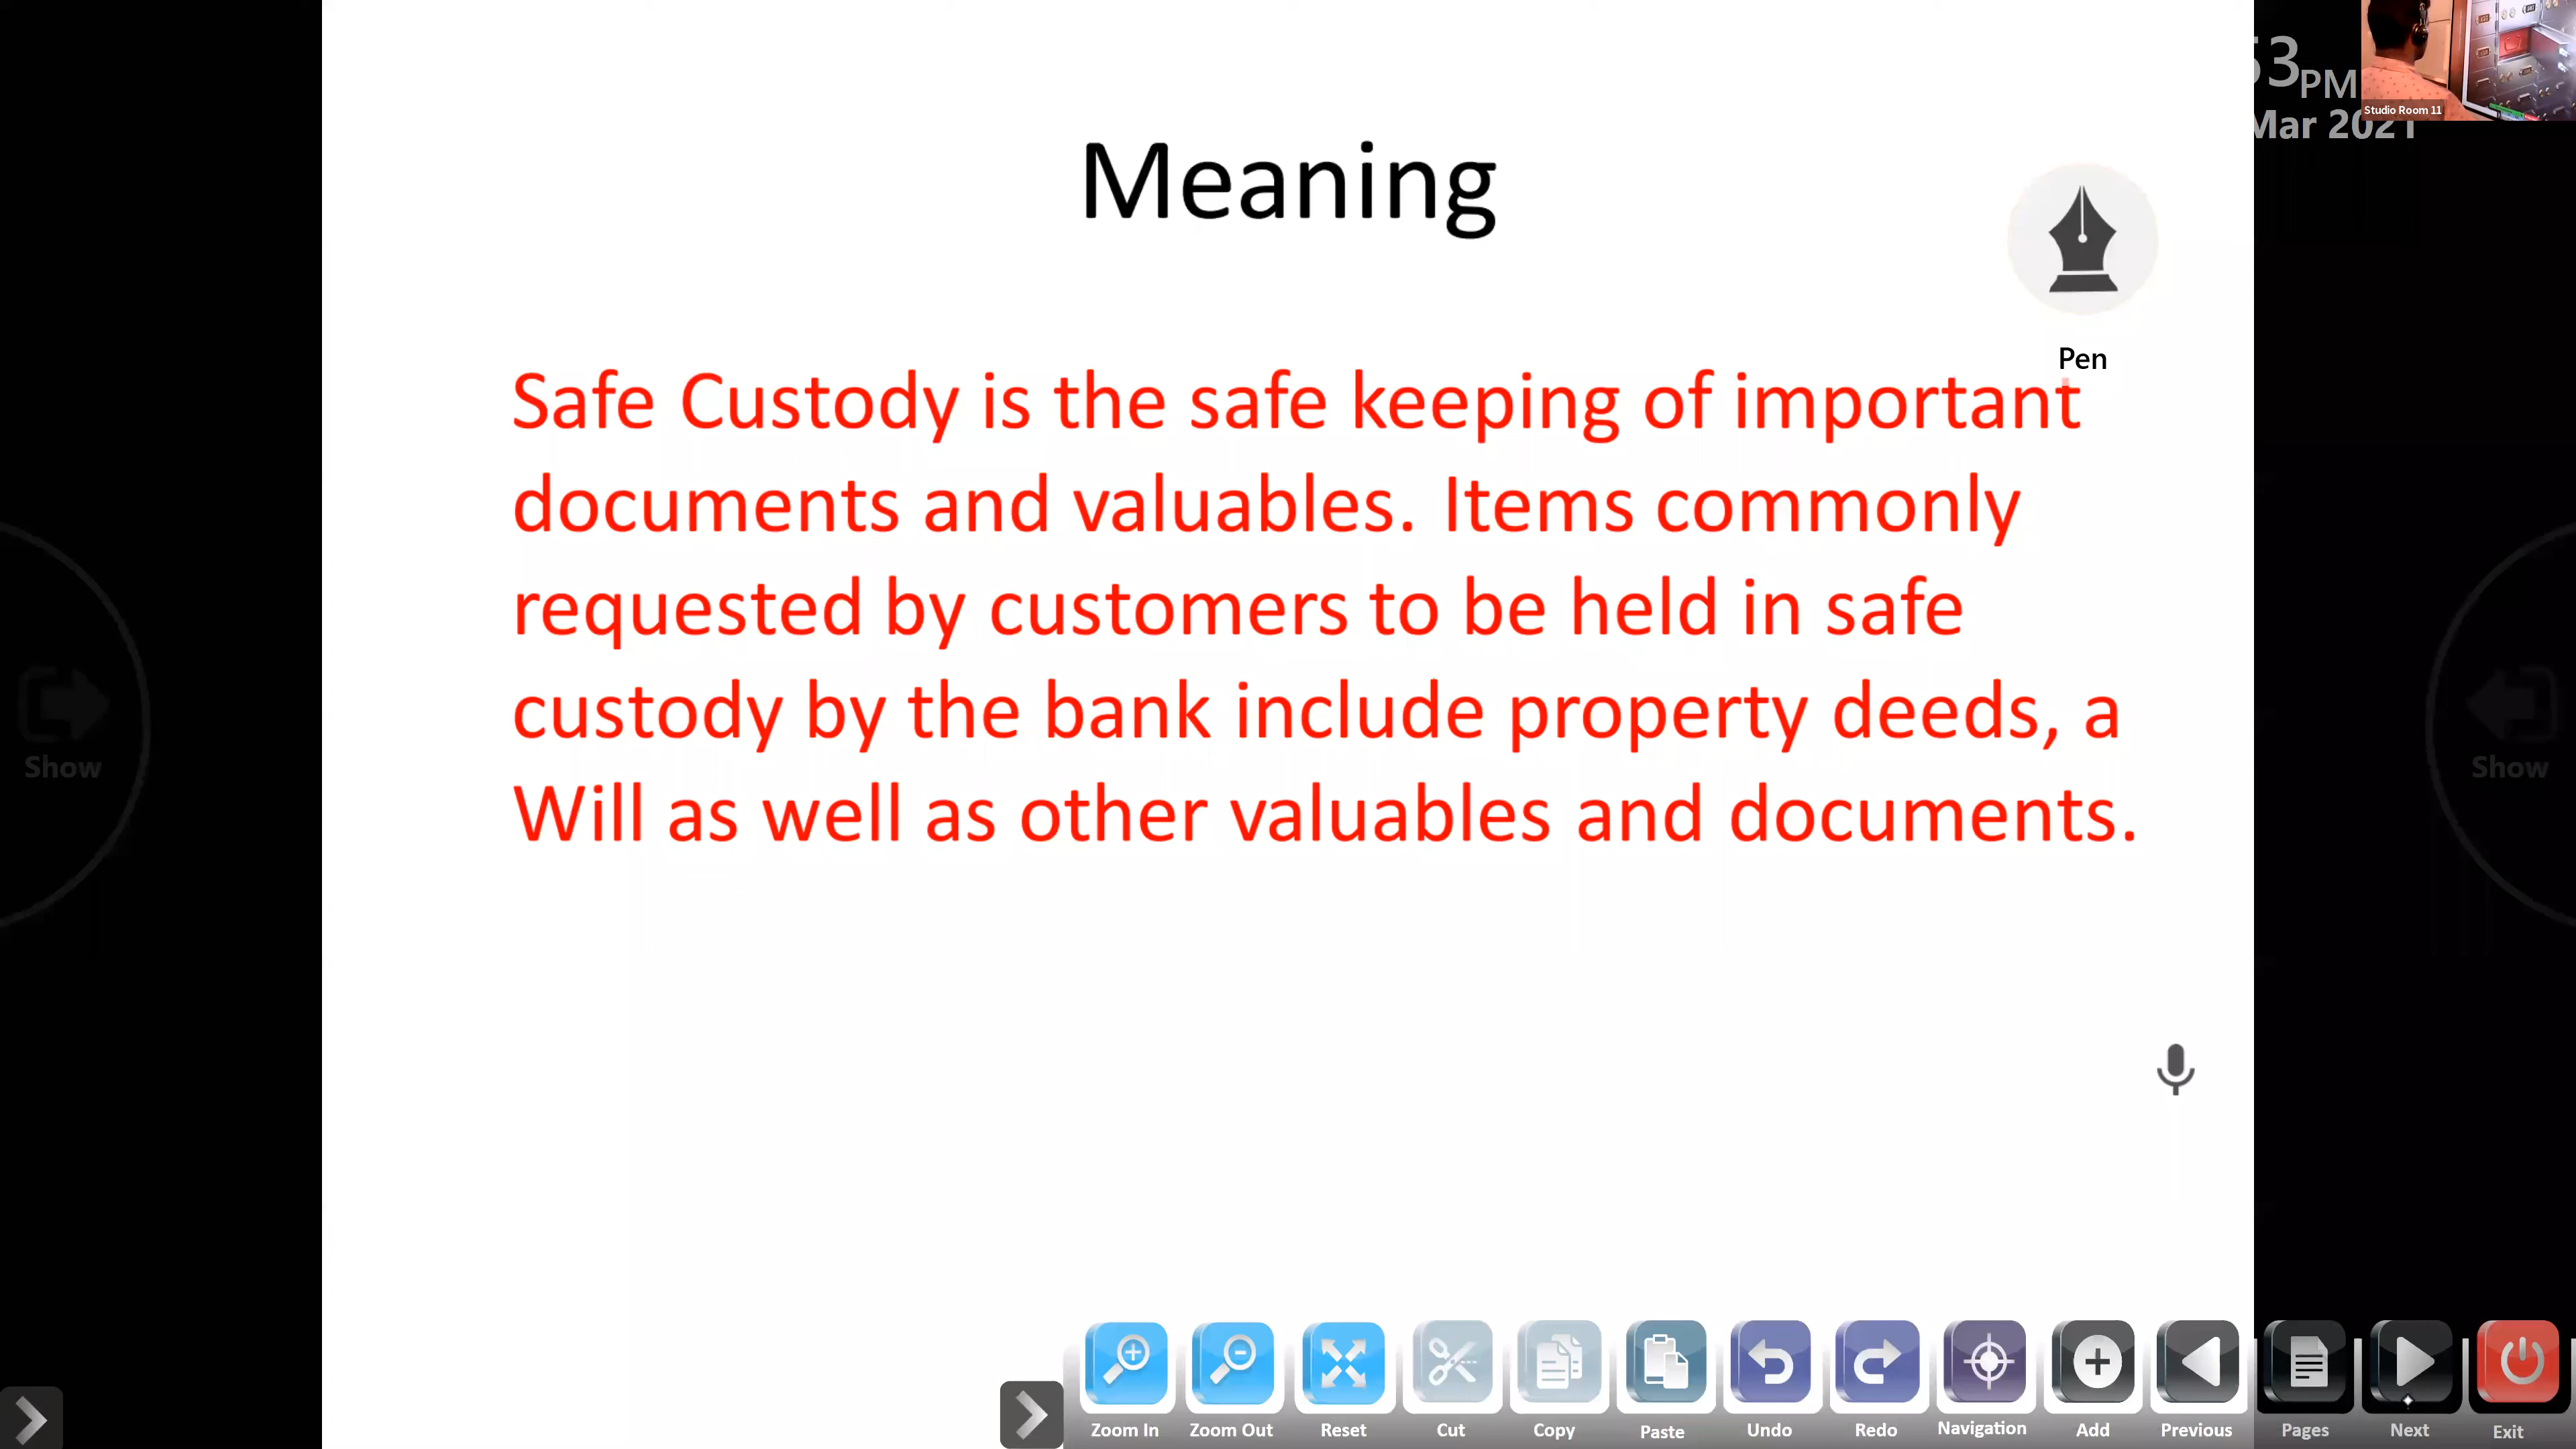 Meaning
53 PM
Mar 2021
Studio Room 11
Pen
Safe Custody is the safe keeping of important
documents and valuables. Items commonly
requested by customers to be held in safe
custody by the bank include property deeds, a
Will as well as other valuables and documents.
Show
Show
Zoom In
Zoom Out
Reset
Cut
Copy
Paste
Undo
Redo
Navigation
Add
Previous
Pages
Next
Exit